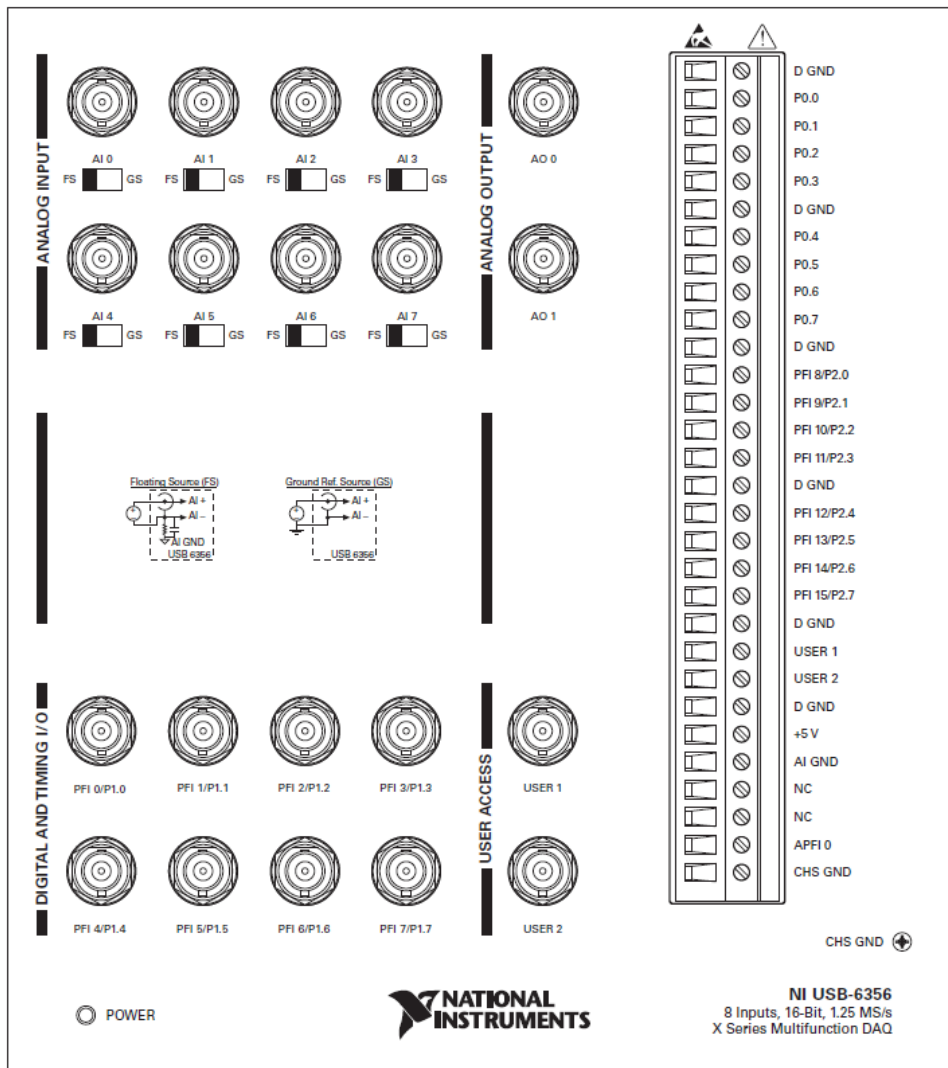 ANALOG INPUT
AI 0 AI 1 AI 2 AI 3
FS GS FS GS FS GS FS GS
AI 4 AI 5 AI 6 AI 7
FS GS FS GS FS GS FS GS
ANALOG OUTPUT
AO 0
AO 1
Floating Source (FS)
AI +
AI –
AI GND
USB 6356
Ground Ref. Source (GS)
AI +
AI –
USB 6356
DIGITAL AND TIMING I/O
PFI 0/P1.0 PFI 1/P1.1 PFI 2/P1.2 PFI 3/P1.3
PFI 4/P1.4 PFI 5/P1.5 PFI 6/P1.6 PFI 7/P1.7
USER ACCESS
USER 1
USER 2
D GND
P0.0
P0.1
P0.2
P0.3
D GND
P0.4
P0.5
P0.6
P0.7
D GND
PFI 8/P2.0
PFI 9/P2.1
PFI 10/P2.2
PFI 11/P2.3
D GND
PFI 12/P2.4
PFI 13/P2.5
PFI 14/P2.6
PFI 15/P2.7
D GND
USER 1
USER 2
D GND
+5 V
AI GND
NC
NC
APFI 0
CHS GND
CHS GND
POWER
NATIONAL
INSTRUMENTS
NI USB-6356
8 Inputs, 16-Bit, 1.25 MS/s
X Series Multifunction DAQ